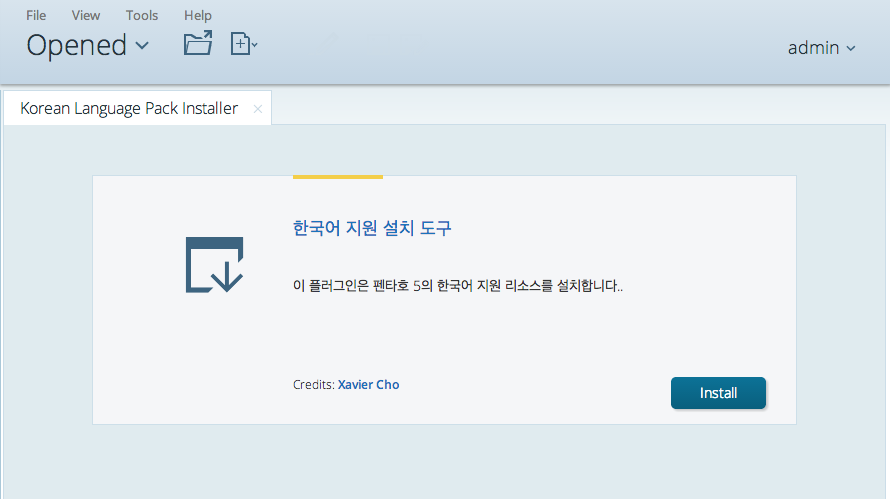 File View Tools Help
Opened
admin
Korean Language Pack Installer ×
한국어 지원 설치 도구
이 플러그인은 펜타호 5의 한국어 지원 리소스를 설치합니다..
Credits: Xavier Cho
Install